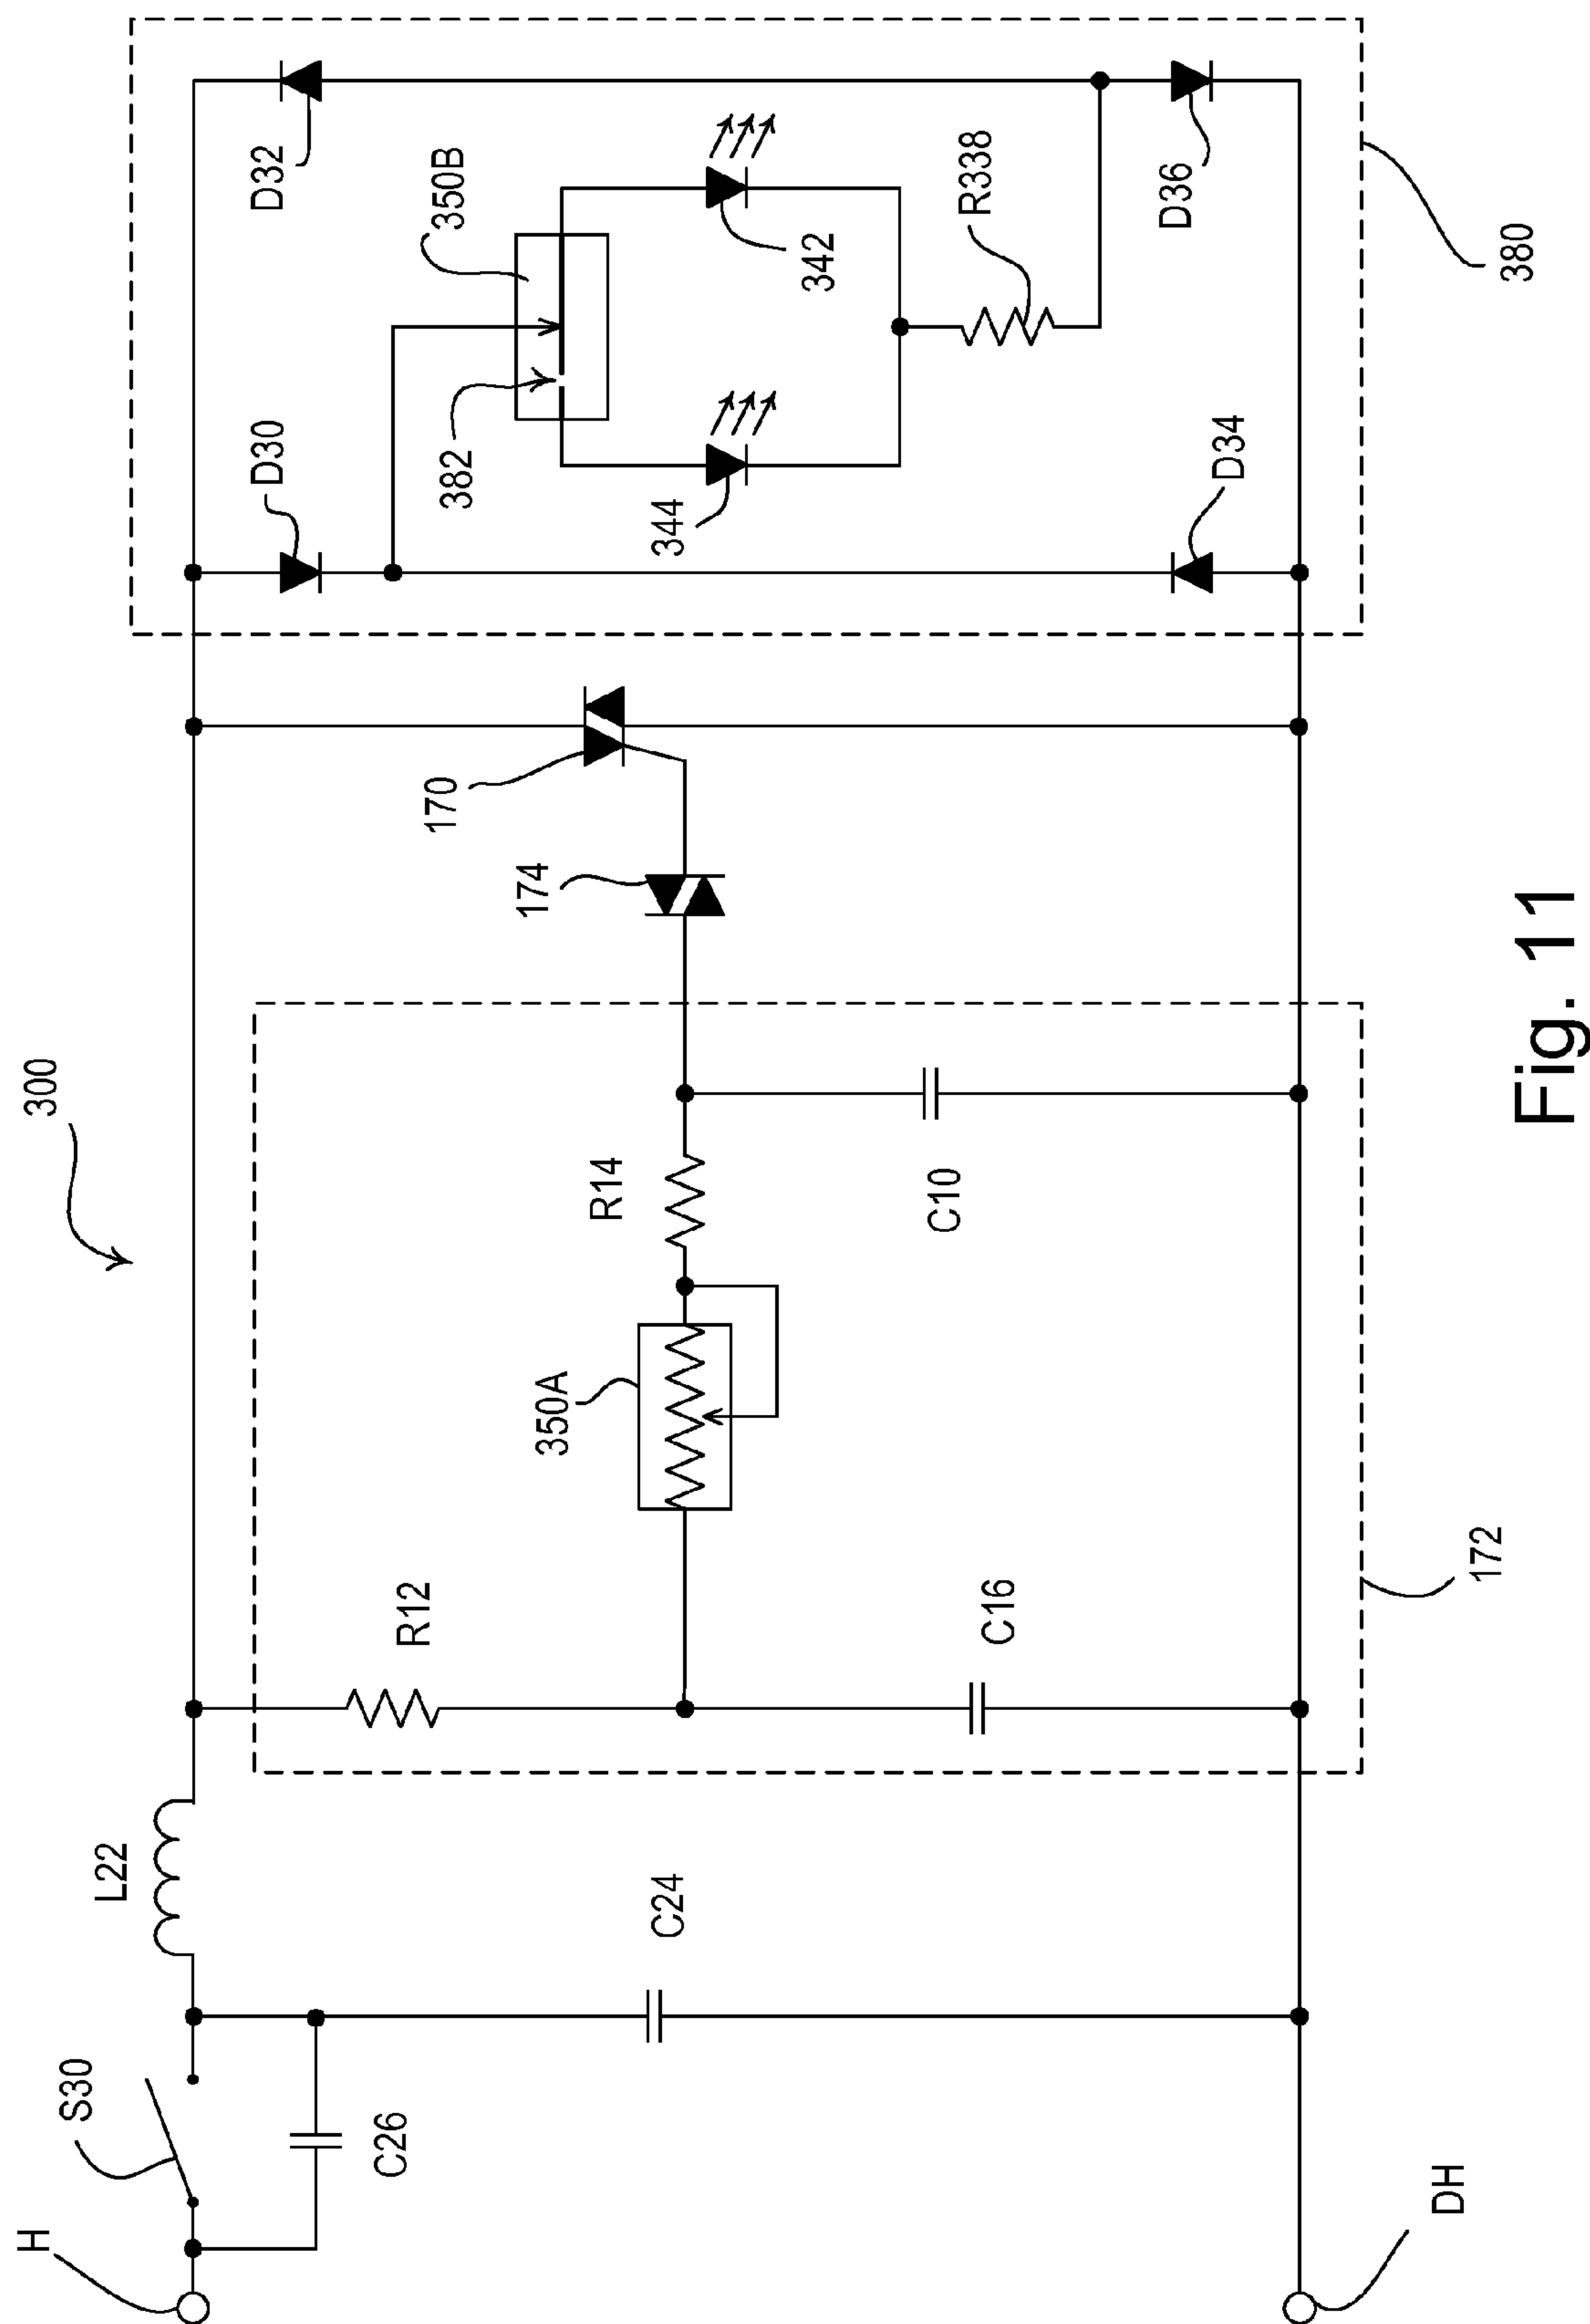 300
H
S30
C26
L22
C24
R12
C16
350A
R14
C10
174
170
D30
382
344
350B
342
D32
R338
D34
D36
172
380
DH
Fig. 11